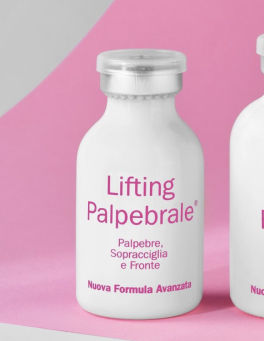 Lifting
Palpebrale®
Palpebre,
Sopracciglia
e Fronte
Nuova Formula Avanzata